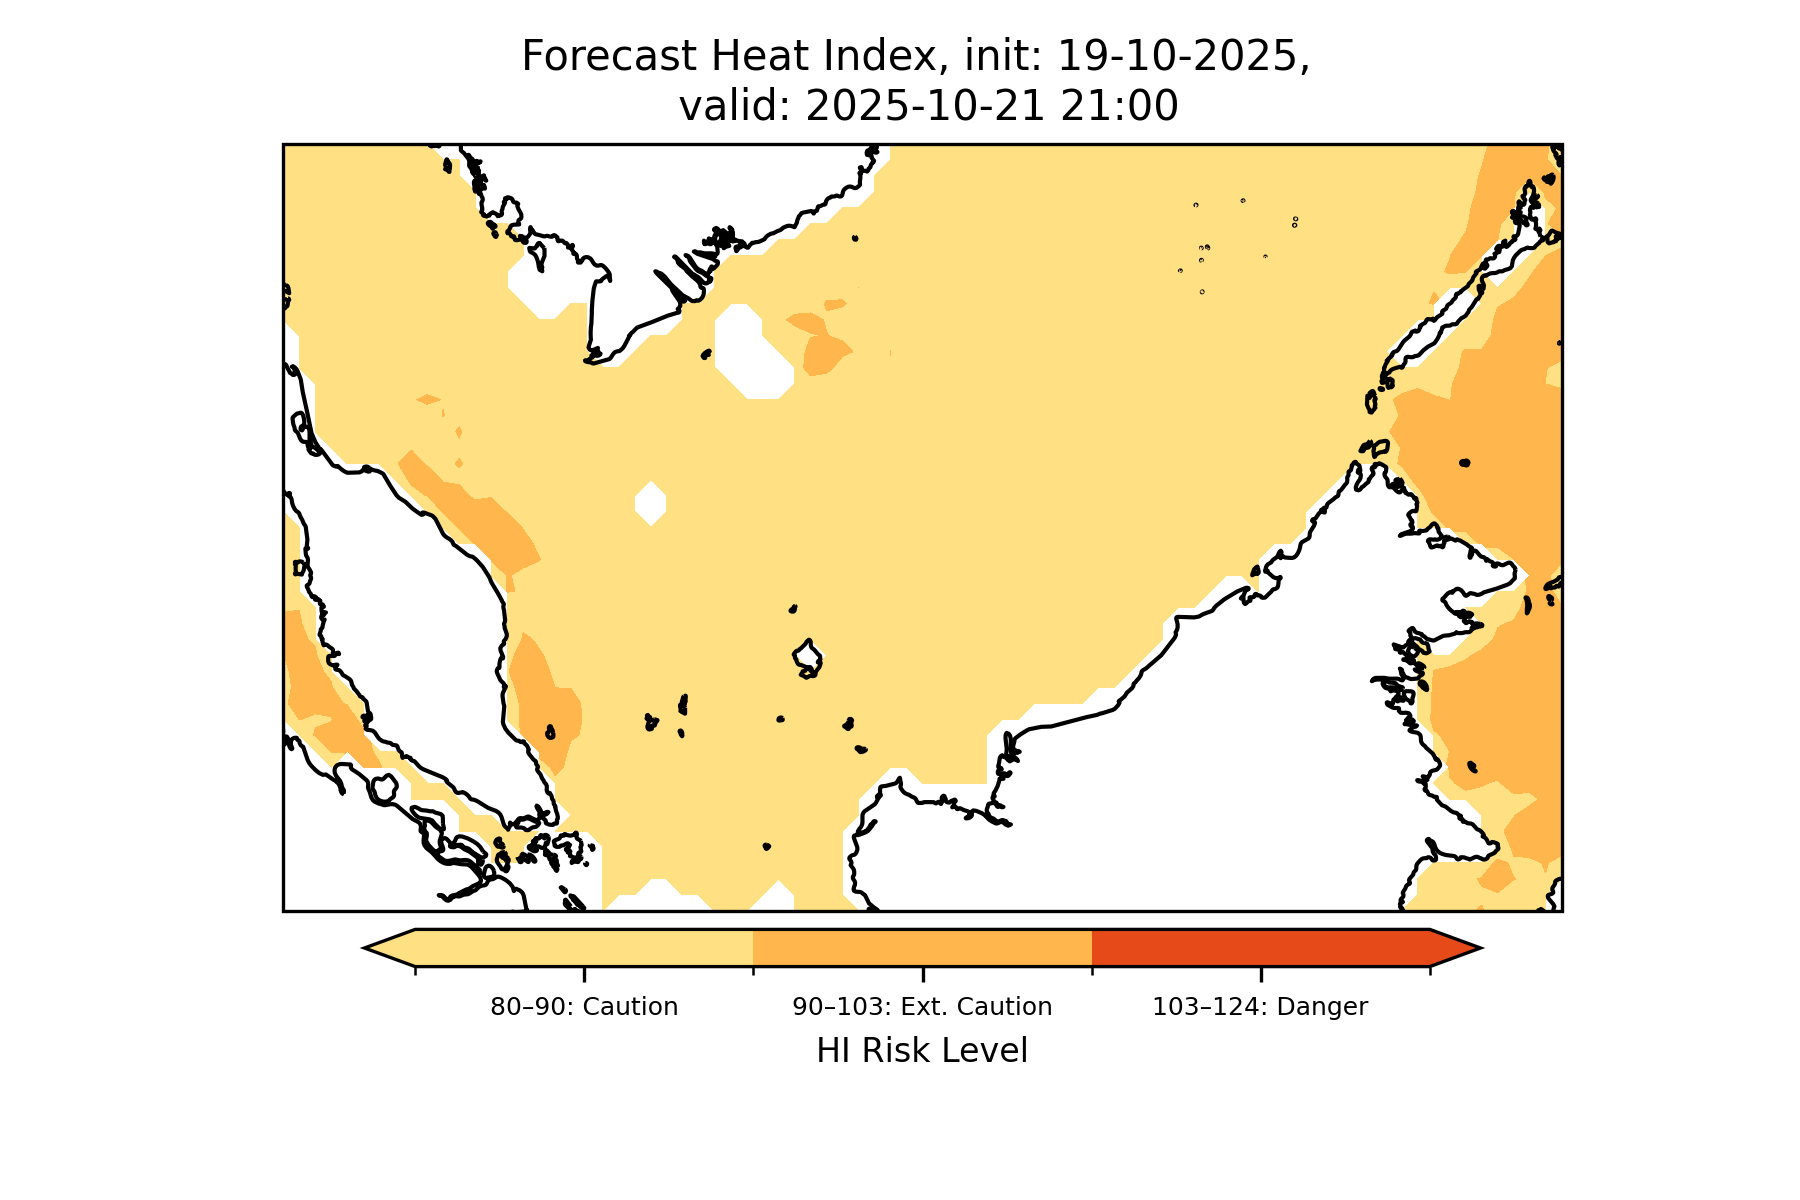 Forecast Heat Index, init: 19-10-2025,
valid: 2025-10-21 21:00
80–90: Caution
90–103: Ext. Caution
103–124: Danger
HI Risk Level